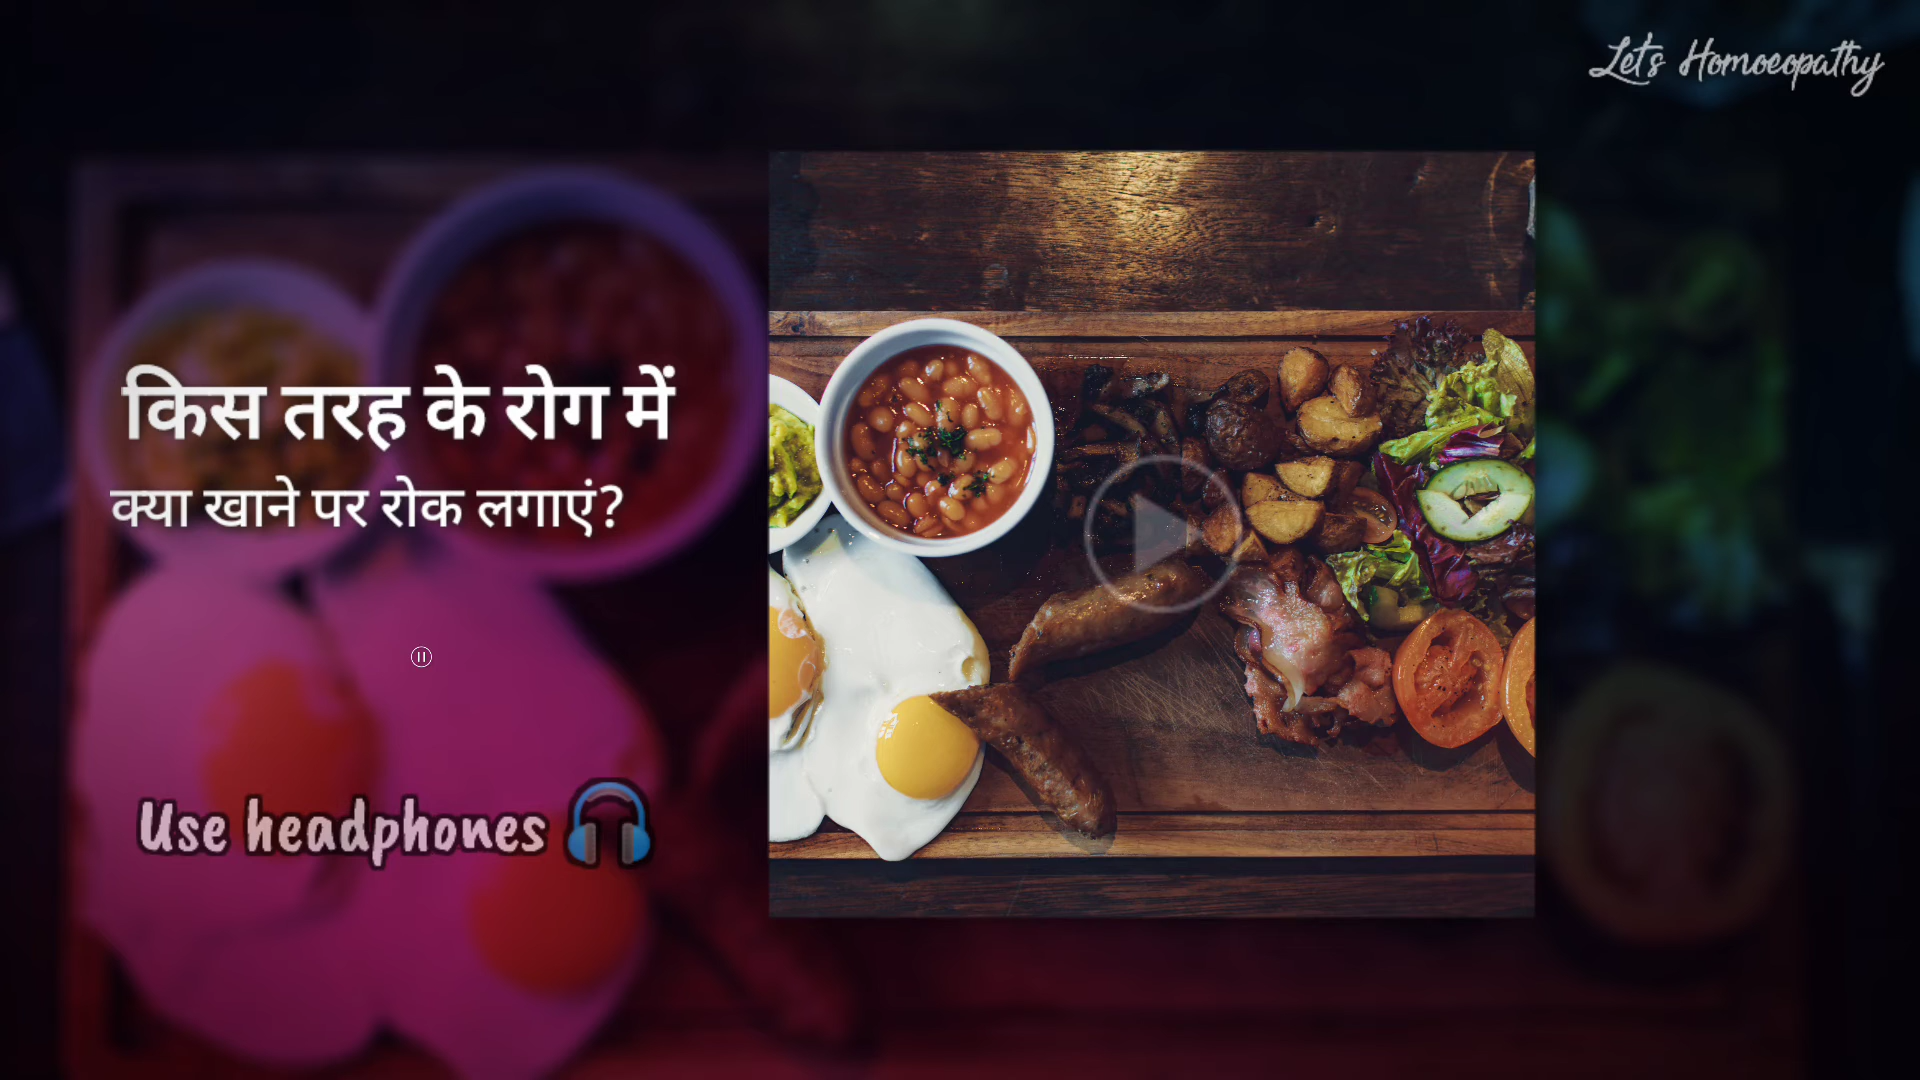 Let's Homoeopathy
किस तरह के रोग में
क्या खाने पर रोक लगाएं?
Use headphones